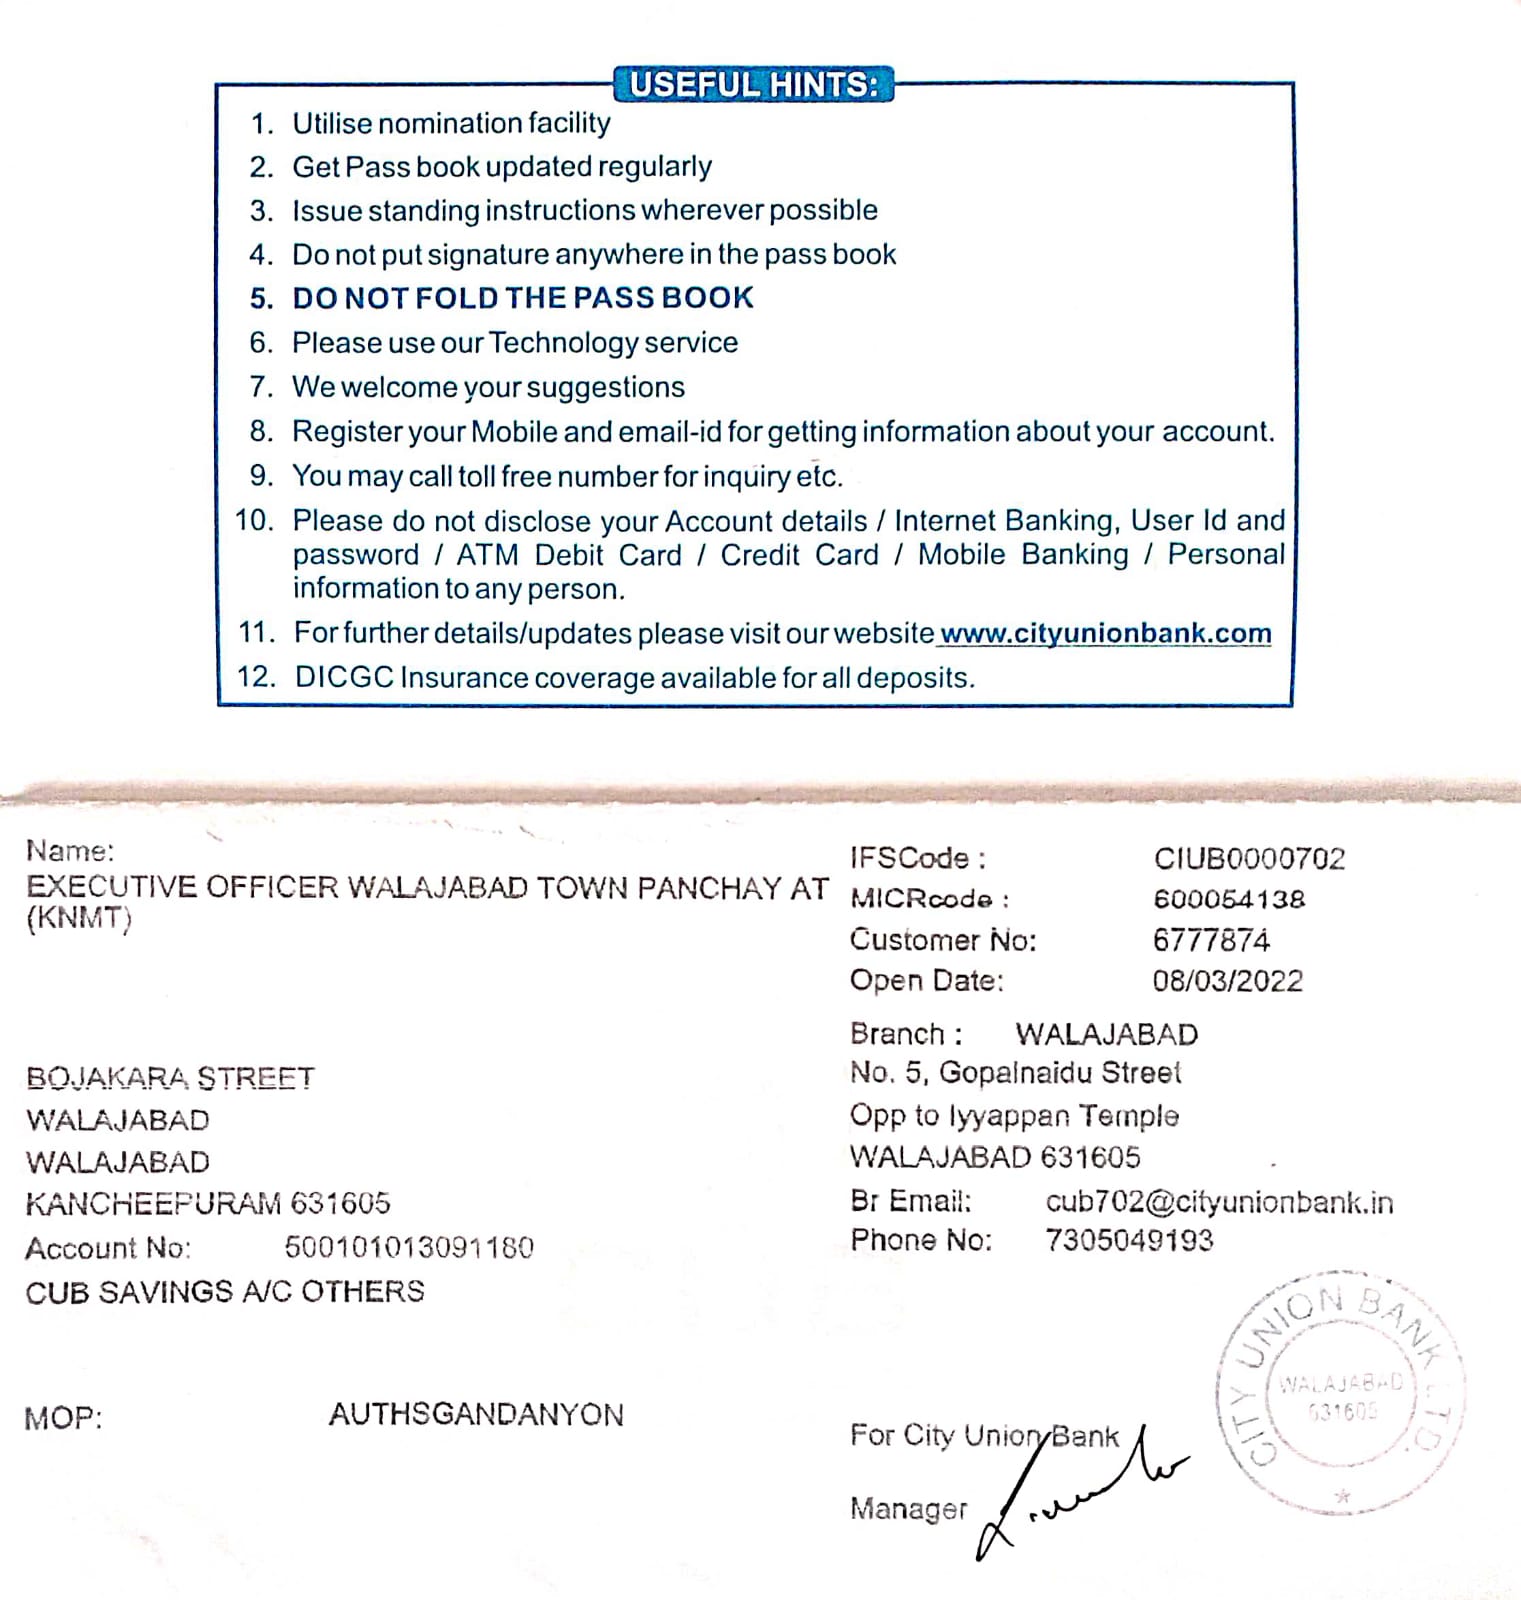 USEFUL HINTS:
1. Utilise nomination facility
2. Get Pass book updated regularly
3. Issue standing instructions wherever possible
4. Do not put signature anywhere in the pass book
5. DO NOT FOLD THE PASS BOOK
6. Please use our Technology service
7. We welcome your suggestions
8. Register your Mobile and email-id for getting information about your account.
9. You may call toll free number for inquiry etc.
10. Please do not disclose your Account details / Internet Banking, User Id and
password / ATM Debit Card / Credit Card / Mobile Banking / Personal
information to any person.
11. For further details/updates please visit our website www.cityunionbank.com
12. DICGC Insurance coverage available for all deposits.
Name:
EXECUTIVE OFFICER WALAJABAD TOWN PANCHAY AT
(KNMT)
BOJAKARA STREET
WALAJABAD
WALAJABAD
KANCHEEPURAM 631605
Account No: 500101013091180
CUB SAVINGS A/C OTHERS
MOP: AUTHSGANDANYON
IFSCode : CIUB0000702
MICRcode : 600054138
Customer No: 6777874
Open Date: 08/03/2022
Branch : WALAJABAD
No. 5, Gopalnaidu Street
Opp to Iyyappan Temple
WALAJABAD 631605
Br Email: cub702@cityunionbank.in
Phone No: 7305049193
For City Union Bank
Manager
CITY UNION BANK LTD.
WALAJABAD
631605